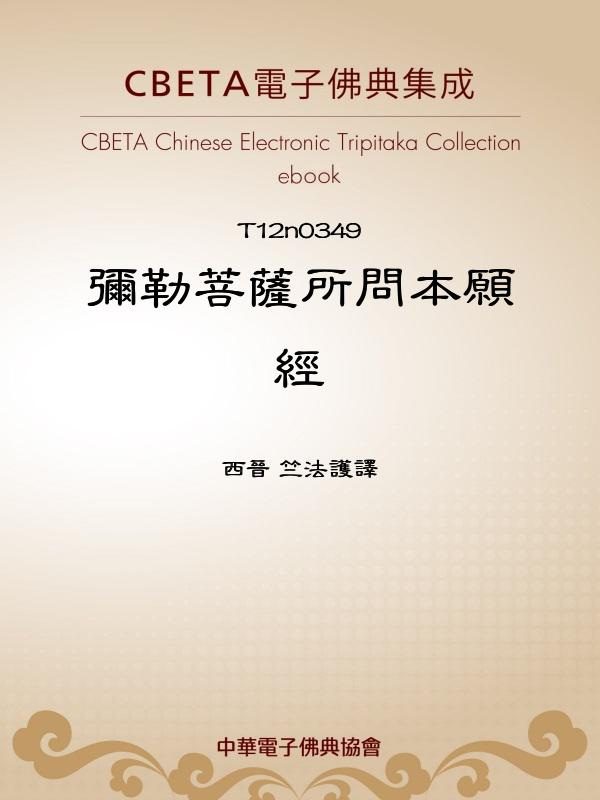 CBETA電子佛典集成
CBETA Chinese Electronic Tripitaka Collection
ebook
T12n0349
彌勒菩薩所問本願
經
西晉 竺法護譯
中華電子佛典協會